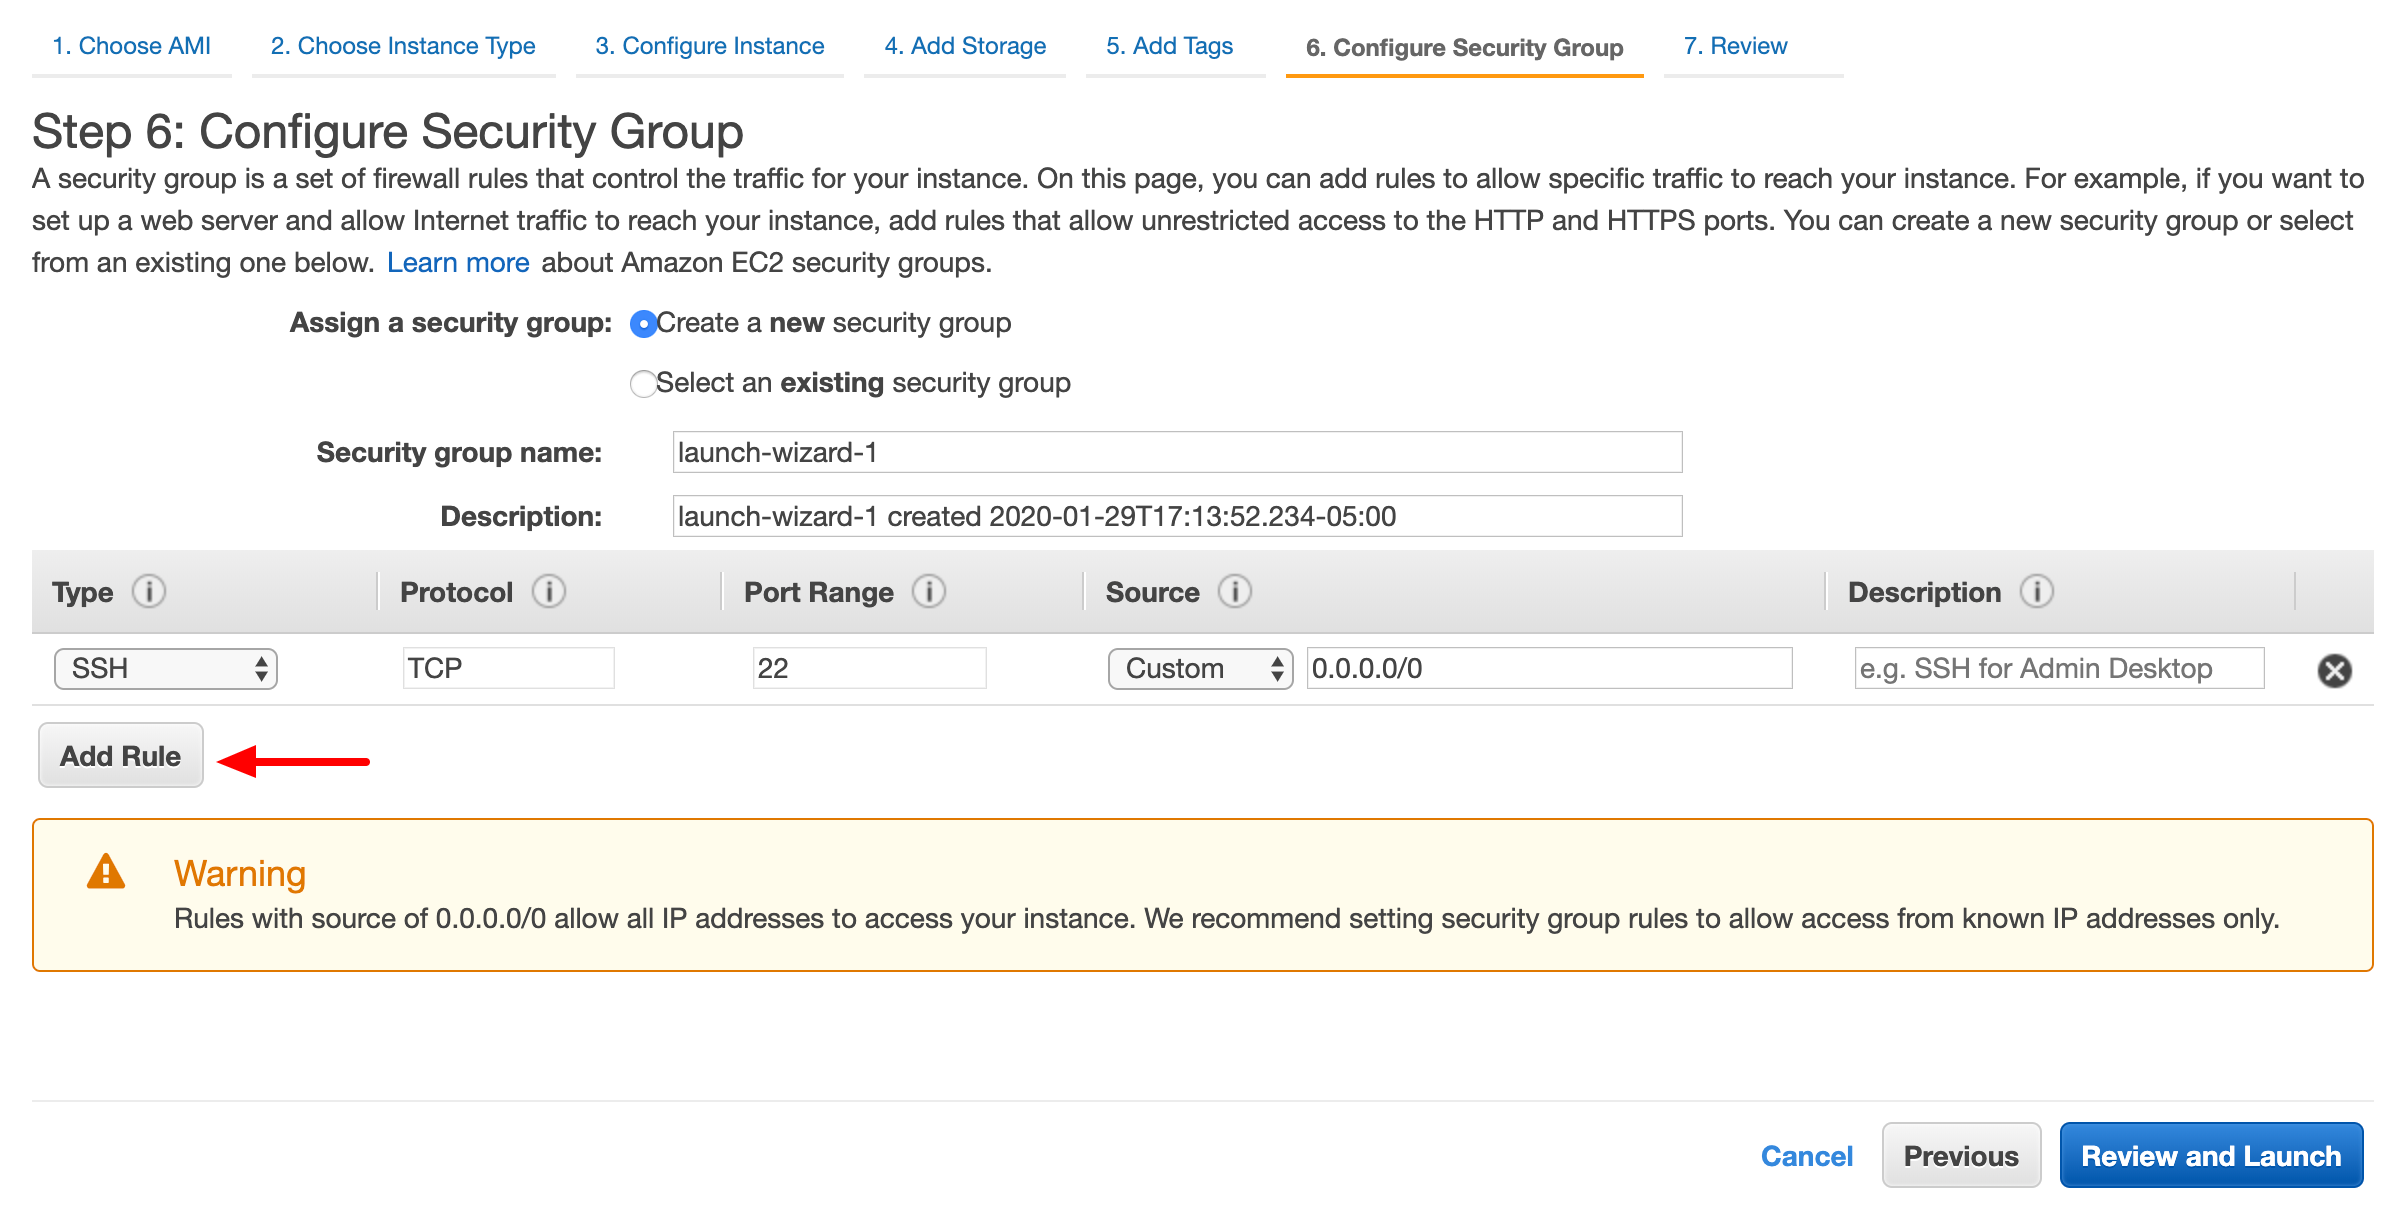 1. Choose AMI 2. Choose Instance Type 3. Configure Instance 4. Add Storage 5. Add Tags 6. Configure Security Group 7. Review
Step 6: Configure Security Group
A security group is a set of firewall rules that control the traffic for your instance. On this page, you can add rules to allow specific traffic to reach your instance. For example, if you want to
set up a web server and allow Internet traffic to reach your instance, add rules that allow unrestricted access to the HTTP and HTTPS ports. You can create a new security group or select
from an existing one below. Learn more about Amazon EC2 security groups.
Assign a security group: Create a new security group
Select an existing security group
Security group name: launch-wizard-1
Description: launch-wizard-1 created 2020-01-29T17:13:52.234-05:00
Type i Protocol i Port Range i Source i Description i
SSH TCP 22 Custom 0.0.0.0/0 e.g. SSH for Admin Desktop
Add Rule
Warning
Rules with source of 0.0.0.0/0 allow all IP addresses to access your instance. We recommend setting security group rules to allow access from known IP addresses only.
Cancel Previous Review and Launch